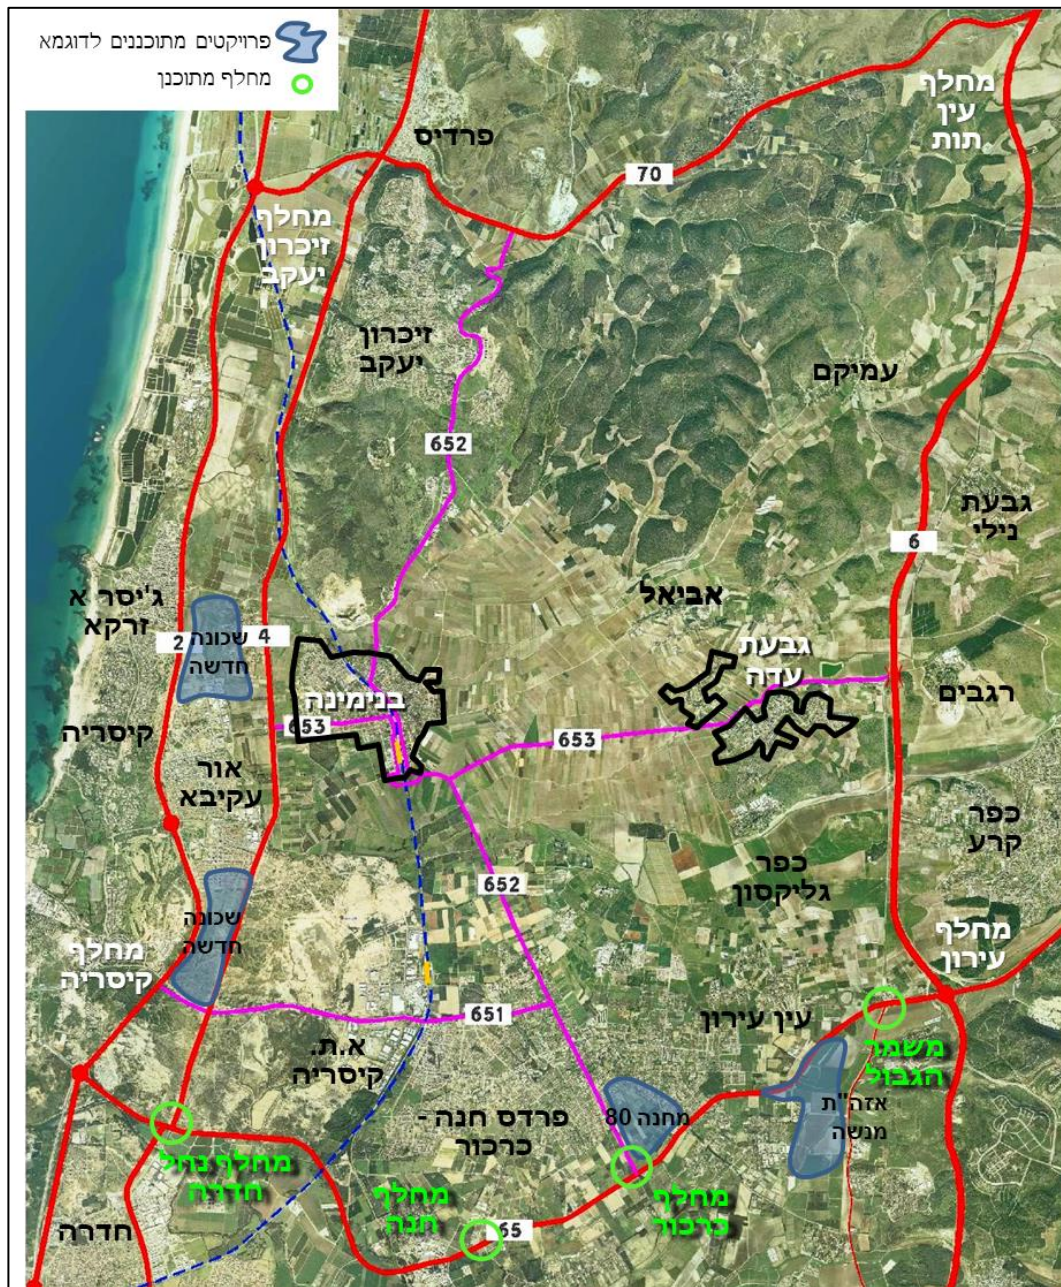 פרויקטים מתוכננים לדוגמא
מחלף מתוכנן
מחלף
עין
תות
פרדיס
70
מחלף
זיכרון
יעקב
זיכרון
יעקב
עמיקם
652
גבעת
נילי
6
ג'יסר א
זרקא
2
שכונה
חדשה
4
אביאל
גבעת
עדה
רגבים
בנימינה
653
653
קיסריה
אור
עקיבא
כפר
קרע
כפר
גליקסון
652
שכונה
חדשה
מחלף
קיסריה
מחלף
עירון
651
עין עירון
משמר
הגבול
א.ת.
קיסריה
אזה"ת
מנשה
מחנה 80
פרדס חנה -
כרכור
מחלף נחל
חדרה
מחלף
חנה
מחלף
כרכור
65
חדרה